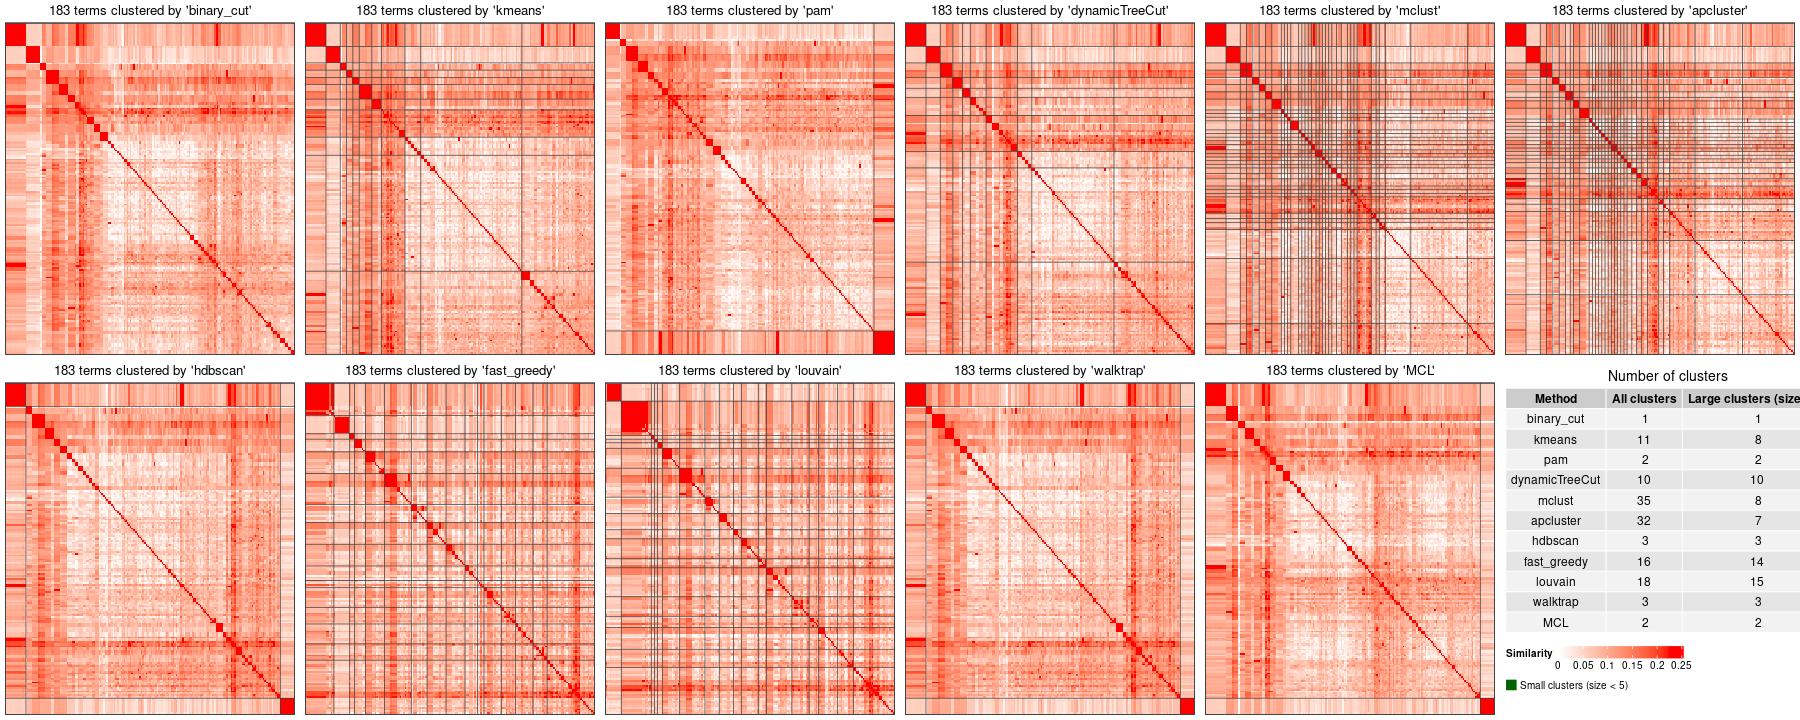 183 terms clustered by 'binary_cut'
183 terms clustered by 'kmeans'
183 terms clustered by 'pam'
183 terms clustered by 'dynamicTreeCut'
183 terms clustered by 'mclust'
183 terms clustered by 'apcluster'
183 terms clustered by 'hdbscan'
183 terms clustered by 'fast_greedy'
183 terms clustered by 'louvain'
183 terms clustered by 'walktrap'
183 terms clustered by 'MCL'
Number of clusters
Method All clusters Large clusters (size
binary_cut 1 1
kmeans 11 8
pam 2 2
dynamicTreeCut 10 10
mclust 35 8
apcluster 32 7
hdbscan 3 3
fast_greedy 16 14
louvain 18 15
walktrap 3 3
MCL 2 2
Similarity
0 0.05 0.1 0.15 0.2 0.25
Small clusters (size < 5)